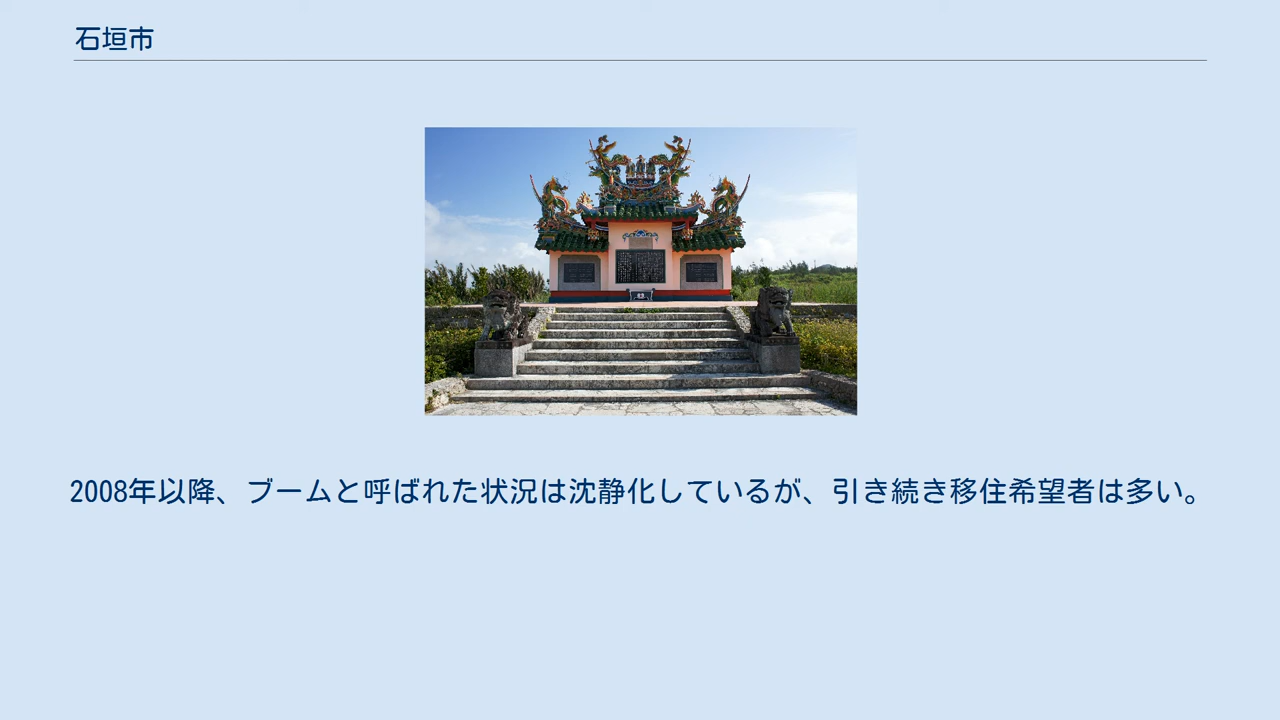 石垣市
2008年以降、ブームと呼ばれた状況は沈静化しているが、引き続き移住希望者は多い。